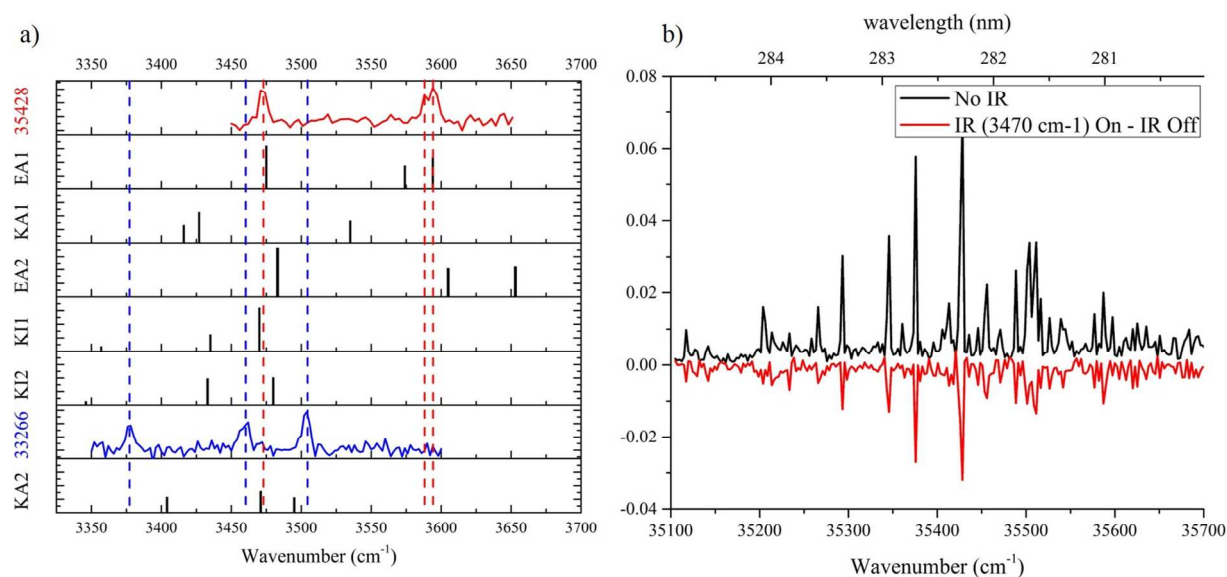 a)
3350 3400 3450 3500 3550 3600 3650 3700
35428
EA1
KA1
EA2
KI1
KI2
33266
KA2
3350 3400 3450 3500 3550 3600 3650 3700
Wavenumber (cm-1)
b)
wavelength (nm)
284 283 282 281
0.08
0.06
0.04
0.02
0.00
-0.02
-0.04
No IR
IR (3470 cm-1) On - IR Off
35100 35200 35300 35400 35500 35600 35700
Wavenumber (cm-1)